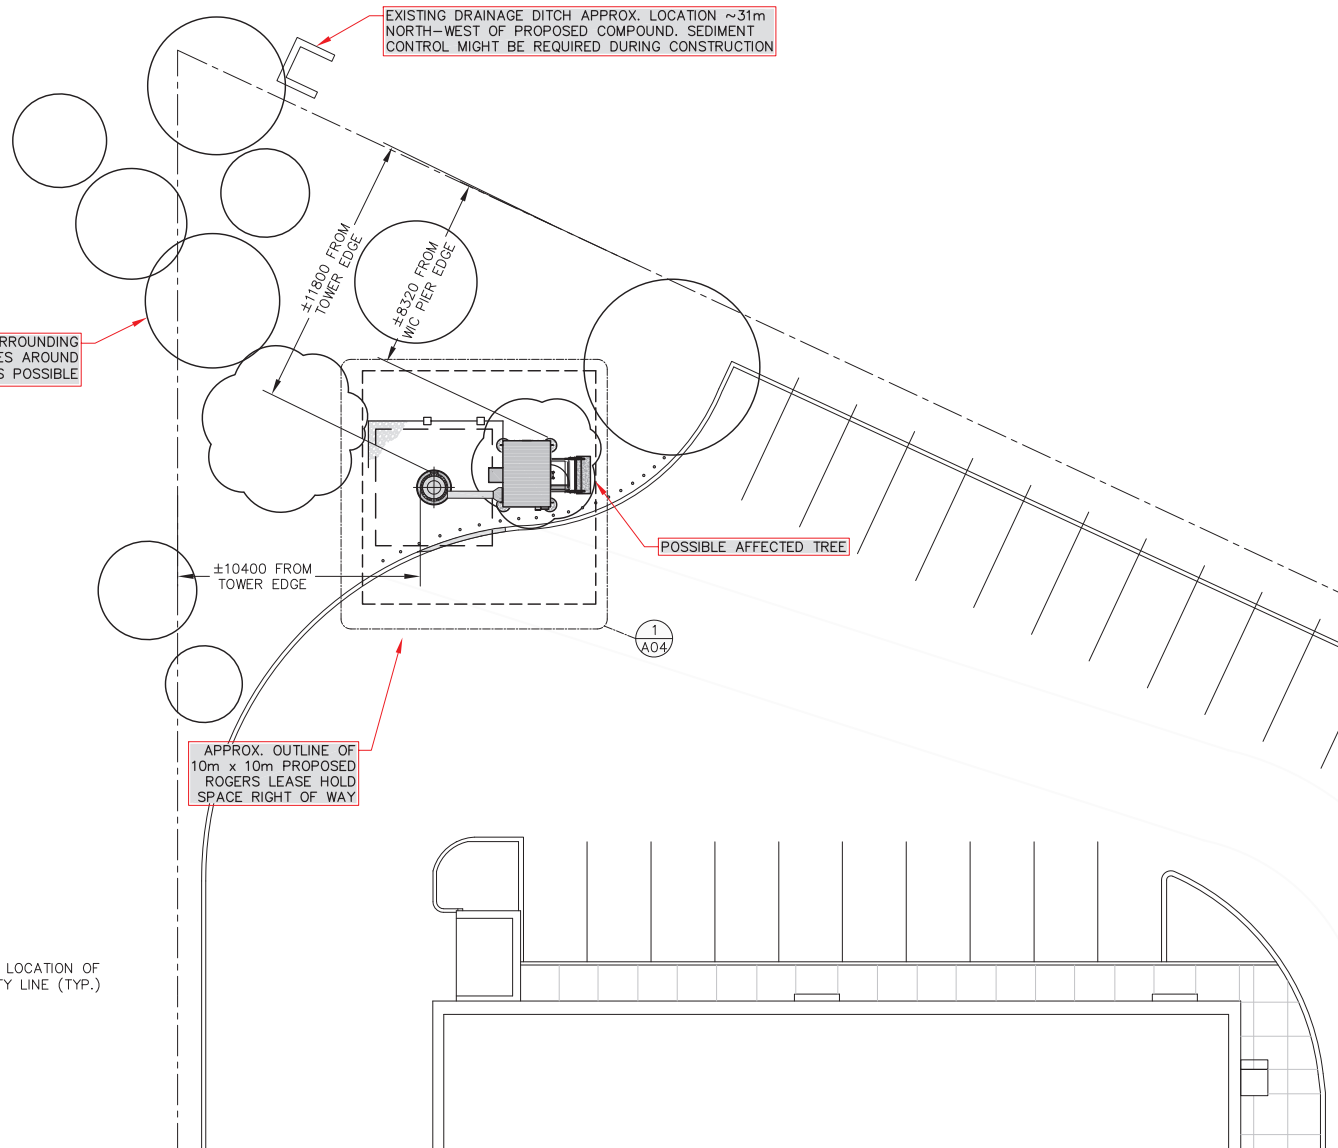 EXISTING DRAINAGE DITCH APPROX. LOCATION ~31m
NORTH-WEST OF PROPOSED COMPOUND. SEDIMENT
CONTROL MIGHT BE REQUIRED DURING CONSTRUCTION
±11800 FROM
TOWER EDGE
±8320 FROM
WIC PIER EDGE
RROUNDING
ES AROUND
S POSSIBLE
POSSIBLE AFFECTED TREE
±10400 FROM
TOWER EDGE
1
A04
APPROX. OUTLINE OF
10m x 10m PROPOSED
ROGERS LEASE HOLD
SPACE RIGHT OF WAY
LOCATION OF
TY LINE (TYP.)